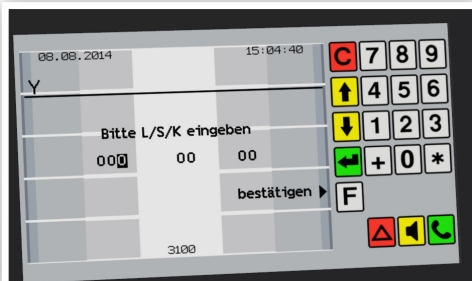 08.08.2014 15:04:40
Y
Bitte L/S/K eingeben
000 00 00
bestätigen
3100
C 7 8 9
4 5 6
1 2 3
+ 0 *
F